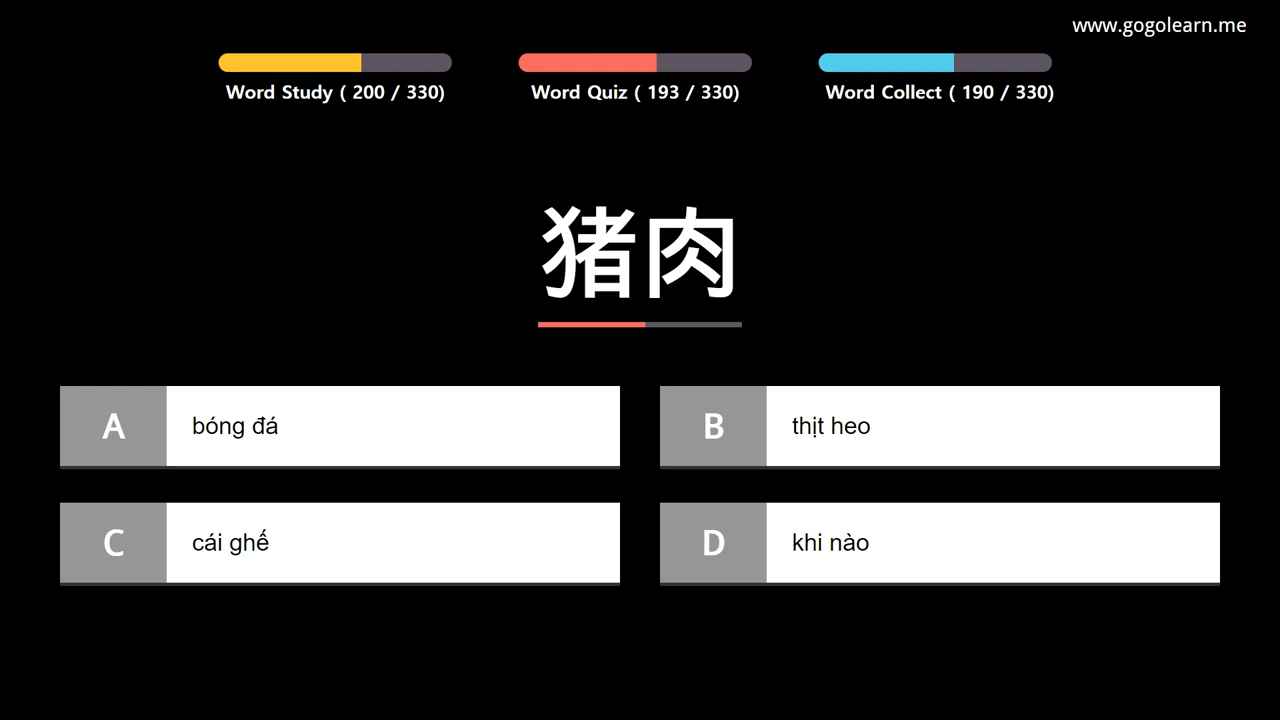 www.gogolearn.me
Word Study ( 200 / 330)
Word Quiz ( 193 / 330)
Word Collect ( 190 / 330)
猪肉
A
bóng đá
B
thịt heo
C
cái ghế
D
khi nào